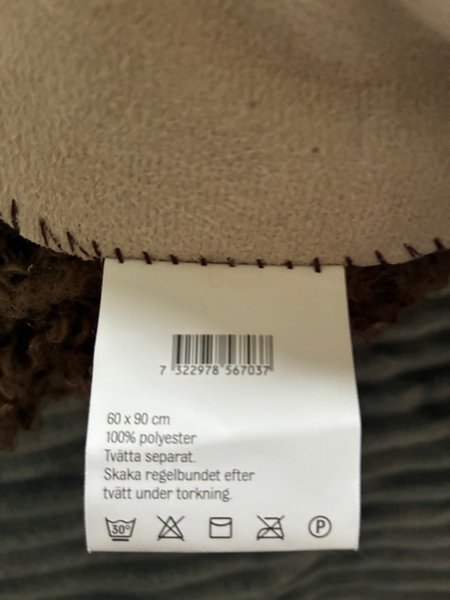 7 322978 567037
60 x 90 cm
100% polyester
Tvätta separat.
Skaka regelbundet efter
tvätt under torkning.
30° P